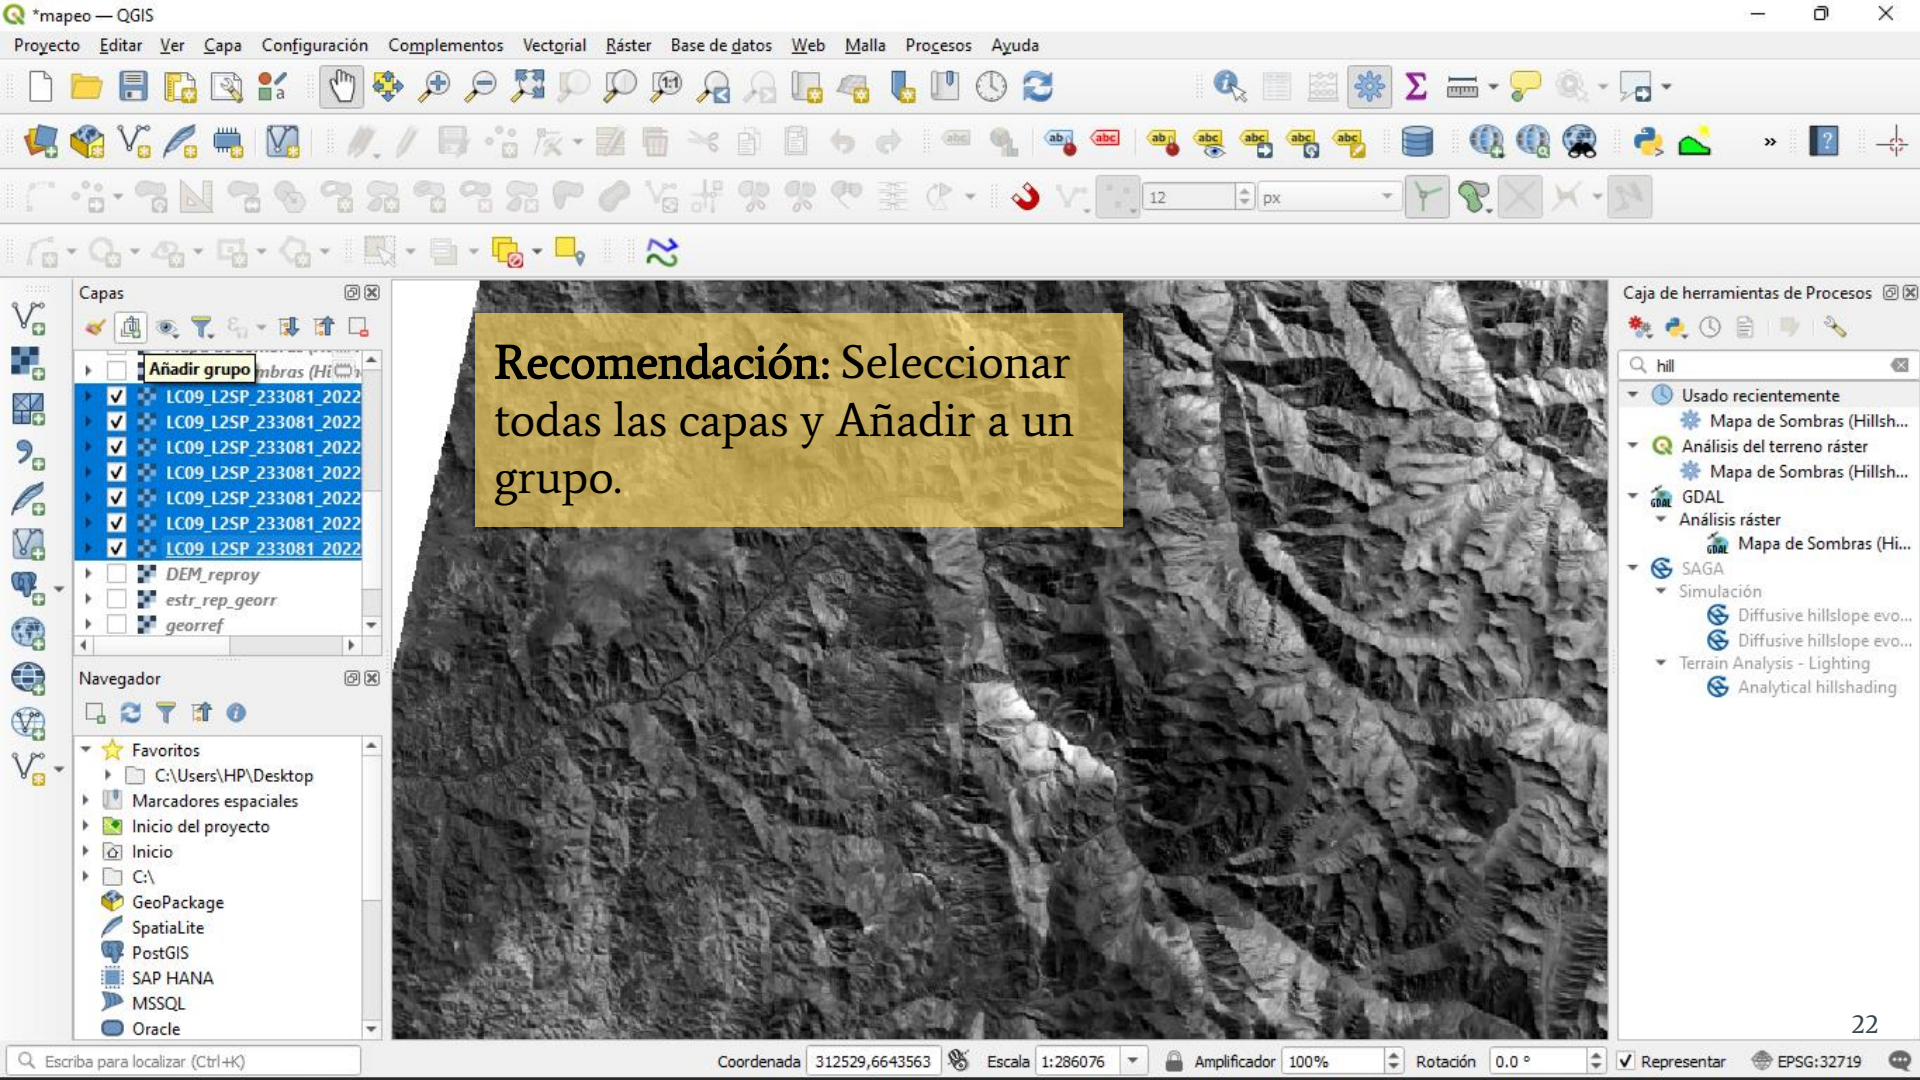 *mapeo — QGIS
Proyecto Editar Ver Capa Configuración Complementos Vectorial Ráster Base de datos Web Malla Procesos Ayuda
12 px
Capas
Añadir grupo
mbras (Hi
LC09_L2SP_233081_2022
LC09_L2SP_233081_2022
LC09_L2SP_233081_2022
LC09_L2SP_233081_2022
LC09_L2SP_233081_2022
LC09_L2SP_233081_2022
LC09_L2SP_233081_2022
DEM_reproy
estr_rep_georr
georref
Navegador
Favoritos
C:\Users\HP\Desktop
Marcadores espaciales
Inicio del proyecto
Inicio
C:\
GeoPackage
SpatiaLite
PostGIS
SAP HANA
MSSQL
Oracle
Recomendación: Seleccionar
todas las capas y Añadir a un
grupo.
Caja de herramientas de Procesos
hill
Usado recientemente
Mapa de Sombras (Hillsh...
Análisis del terreno ráster
Mapa de Sombras (Hillsh...
GDAL
Análisis ráster
Mapa de Sombras (Hi...
SAGA
Simulación
Diffusive hillslope evo...
Diffusive hillslope evo...
Terrain Analysis - Lighting
Analytical hillshading
22
Escriba para localizar (Ctrl+K) Coordenada 312529,6643563 Escala 1:286076 Amplificador 100% Rotación 0.0 ° Representar EPSG:32719